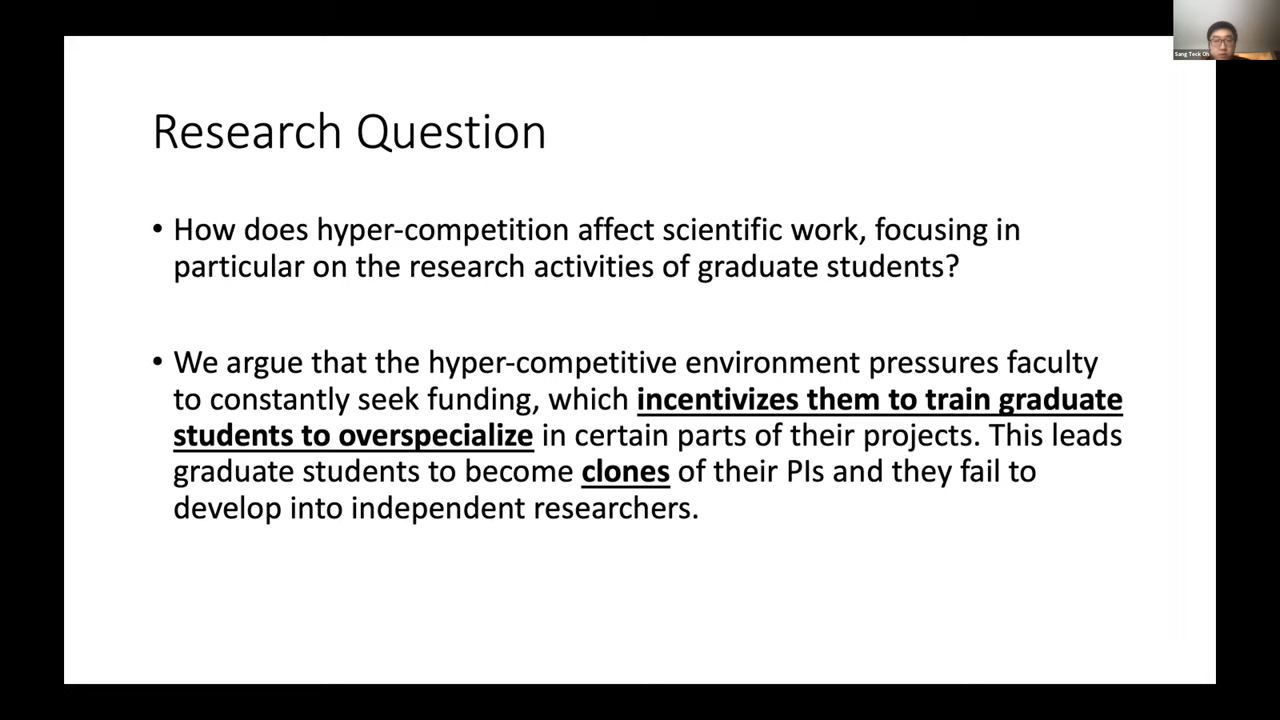 Sang Teck Oh
Research Question
• How does hyper-competition affect scientific work, focusing in
particular on the research activities of graduate students?
• We argue that the hyper-competitive environment pressures faculty
to constantly seek funding, which incentivizes them to train graduate
students to overspecialize in certain parts of their projects. This leads
graduate students to become clones of their PIs and they fail to
develop into independent researchers.